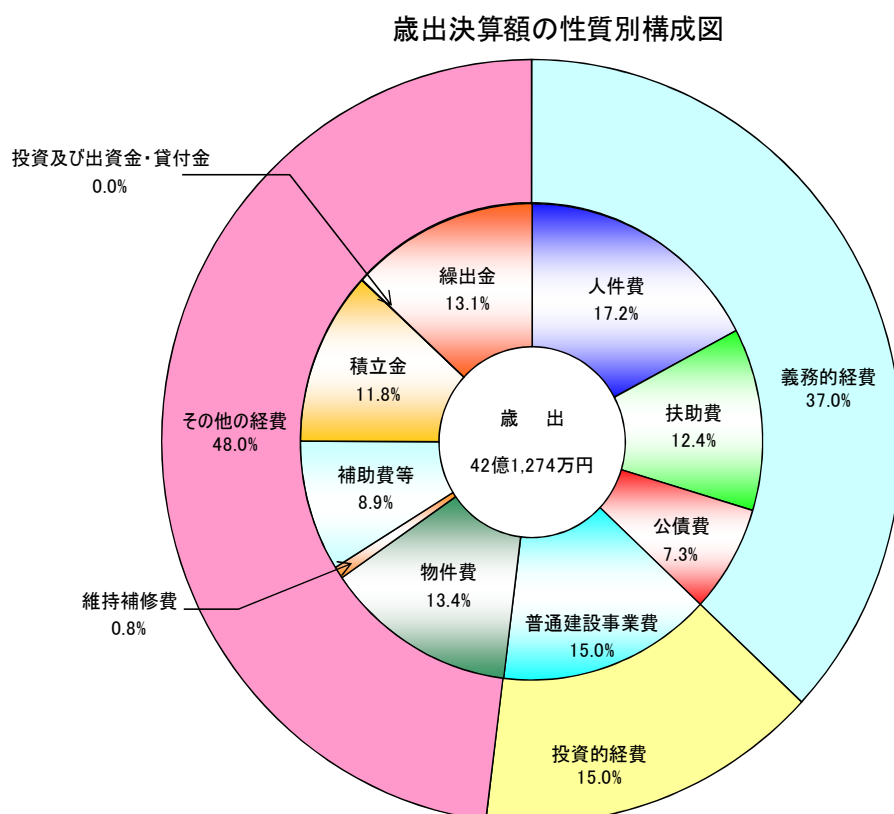 歳出決算額の性質別構成図
投資及び出資金・貸付金
0.0%
繰出金
13.1%
人件費
17.2%
積立金
11.8%
扶助費
12.4%
義務的経費
37.0%
その他の経費
48.0%
歳 出
42億1,274万円
補助費等
8.9%
公債費
7.3%
物件費
13.4%
維持補修費
0.8%
普通建設事業費
15.0%
投資的経費
15.0%